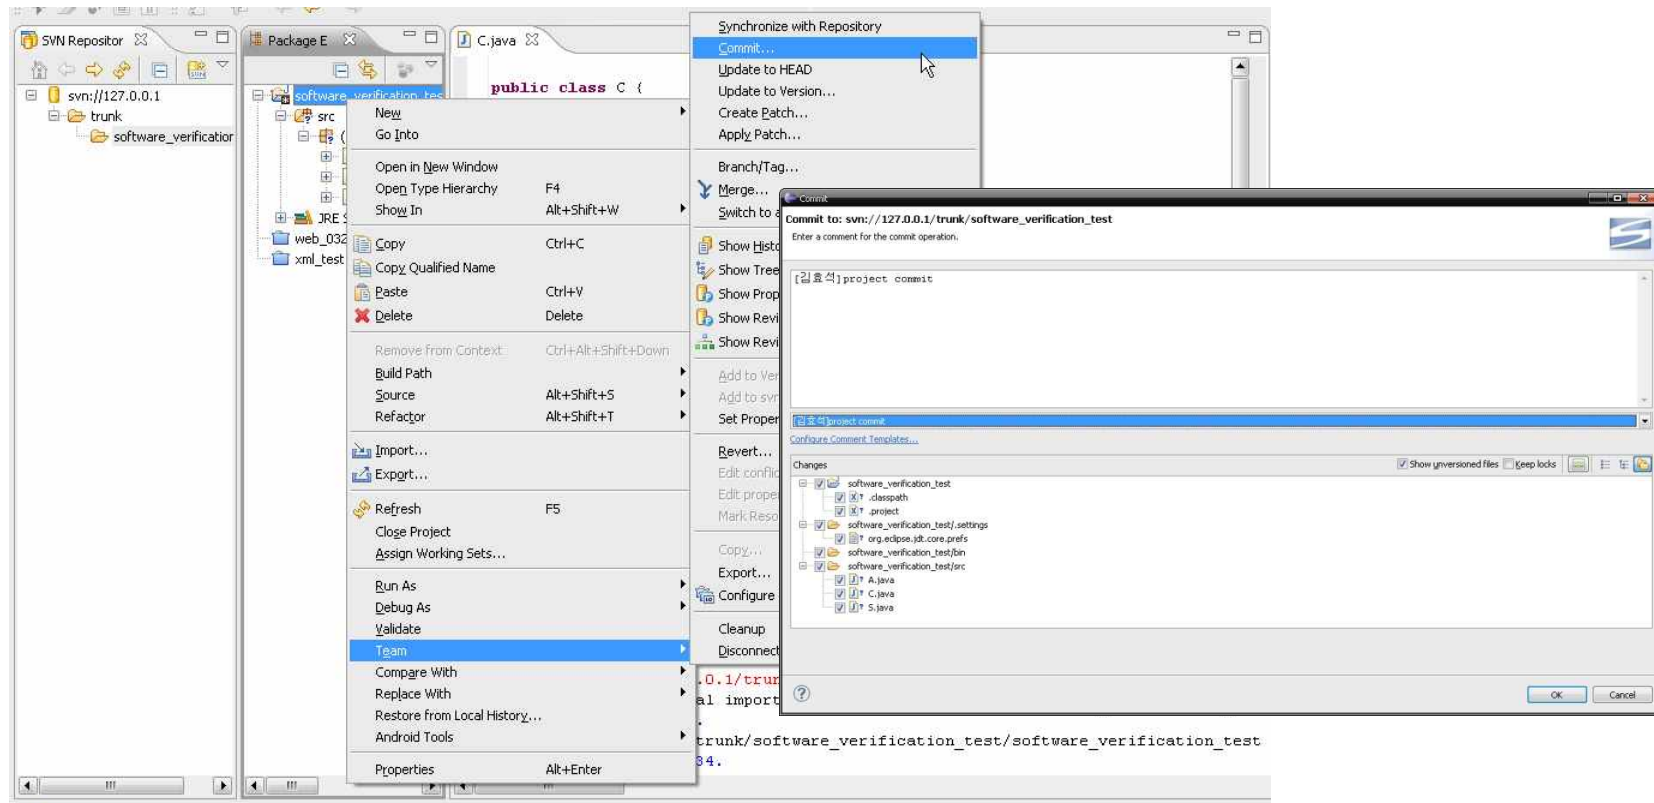 SVN Repositor
svn://127.0.0.1
trunk
software_verification
Package E
software_verification_tes
src
(
JRE S
web_032
xml_test
C.java
public class C {
New
Go Into
Open in New Window
Open Type Hierarchy F4
Show In Alt+Shift+W
Copy Ctrl+C
Copy Qualified Name
Paste Ctrl+V
Delete Delete
Remove from Context Ctrl+Alt+Shift+Down
Build Path
Source Alt+Shift+S
Refactor Alt+Shift+T
Import...
Export...
Refresh F5
Close Project
Assign Working Sets...
Run As
Debug As
Validate
Team
Compare With
Replace With
Restore from Local History...
Android Tools
Properties Alt+Enter
Synchronize with Repository
Commit...
Update to HEAD
Update to Version...
Create Patch...
Apply Patch...
Branch/Tag...
Merge...
Switch to a
Show Histo
Show Tree
Show Prop
Show Revi
Show Revi
Add to Ver
Add to svn
Set Proper
Revert...
Edit conflic
Edit proper
Mark Reso
Copy...
Export...
Configure
Cleanup
Disconnect
.0.1/trun
al import
.
trunk/software_verification_test/software_verification_test
34.
Commit
Commit to: svn://127.0.0.1/trunk/software_verification_test
Enter a comment for the commit operation.
[김효석]project commit
[김효석]project commit
Configure Comment Templates...
Changes
Show unversioned files Keep locks
software_verification_test
.classpath
.project
software_verification_test/.settings
org.eclipse.jdt.core.prefs
software_verification_test/bin
software_verification_test/src
A.java
C.java
S.java
OK Cancel